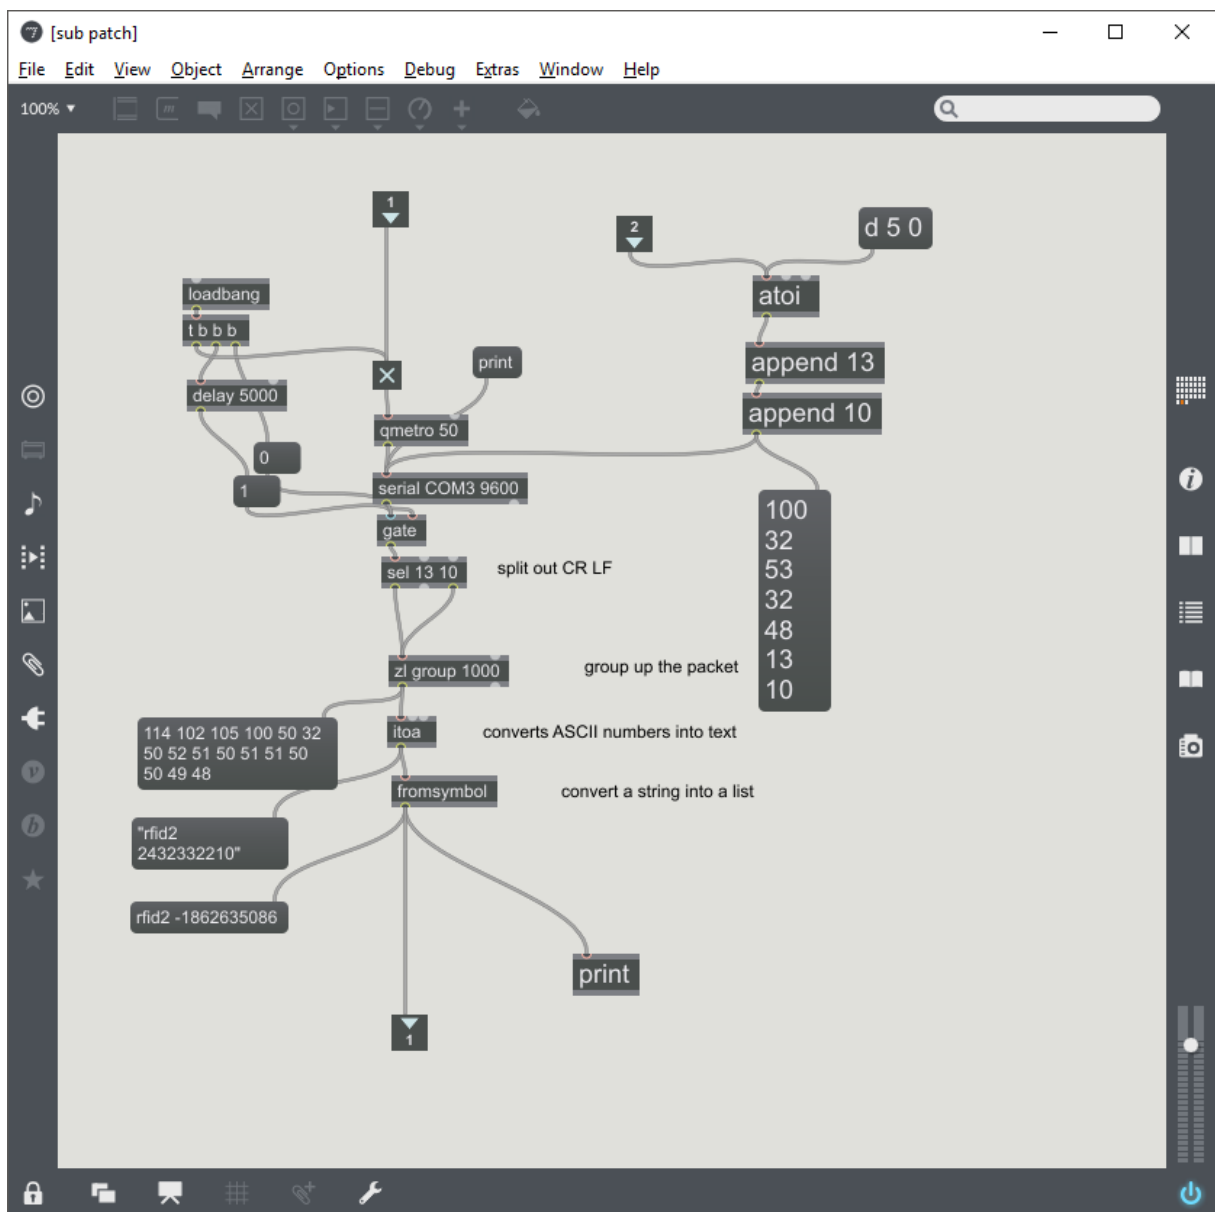 [sub patch]
File Edit View Object Arrange Options Debug Extras Window Help
100%
1
2
d 5 0
loadbang
t b b b
atoi
print
append 13
delay 5000
append 10
qmetro 50
0
1
serial COM3 9600
gate
100
32
53
32
48
13
10
sel 13 10
split out CR LF
zl group 1000
group up the packet
114 102 105 100 50 32
50 52 51 50 51 51 50
50 49 48
itoa
converts ASCII numbers into text
fromsymbol
convert a string into a list
"rfid2
2432332210"
rfid2 -1862635086
print
1